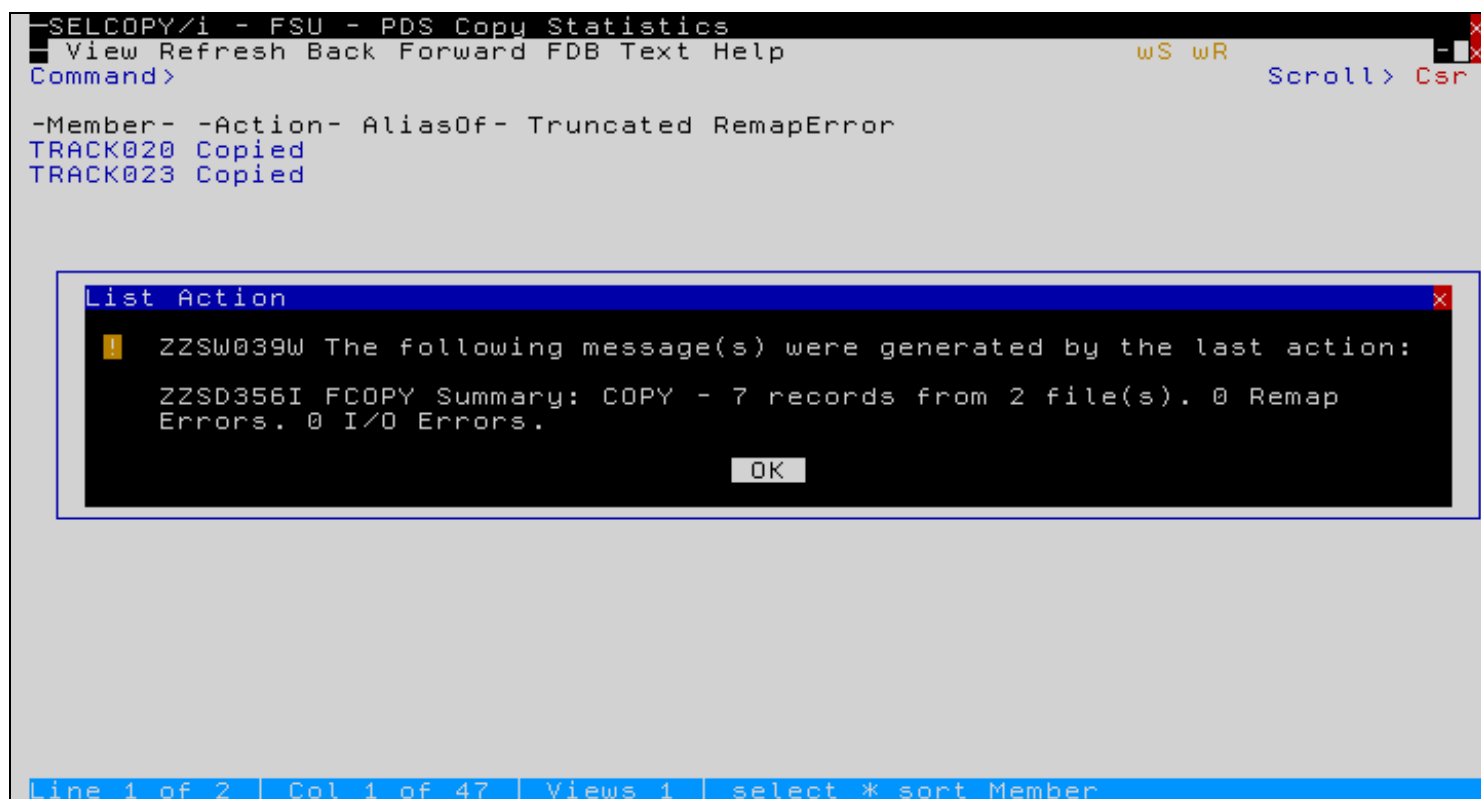 SELCOPY/i - FSU - PDS Copy Statistics
View Refresh Back Forward FDB Text Help wS wR
Command> Scroll> Csr
-Member- -Action- AliasOf- Truncated RemapError
TRACK020 Copied
TRACK023 Copied
List Action
! ZZSW039W The following message(s) were generated by the last action:
ZZSD356I FCOPY Summary: COPY - 7 records from 2 file(s). 0 Remap
Errors. 0 I/O Errors.
OK
Line 1 of 2 | Col 1 of 47 | Views 1 | select * sort Member